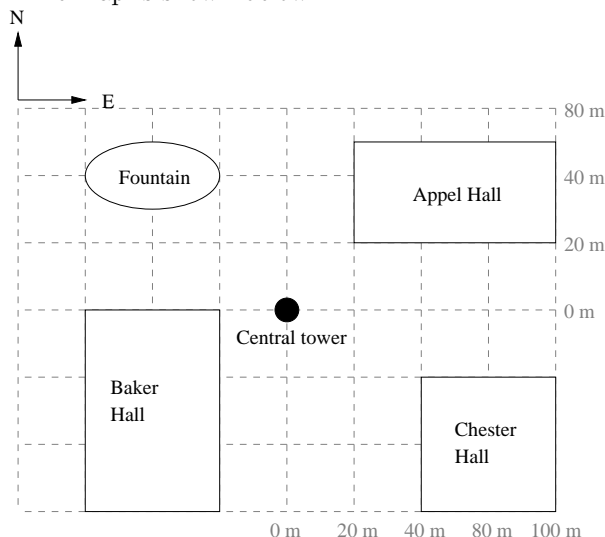 N
E
80 m
Fountain
40 m
Appel Hall
20 m
0 m
Central tower
Baker
Hall
Chester
Hall
0 m 20 m 40 m 80 m 100 m